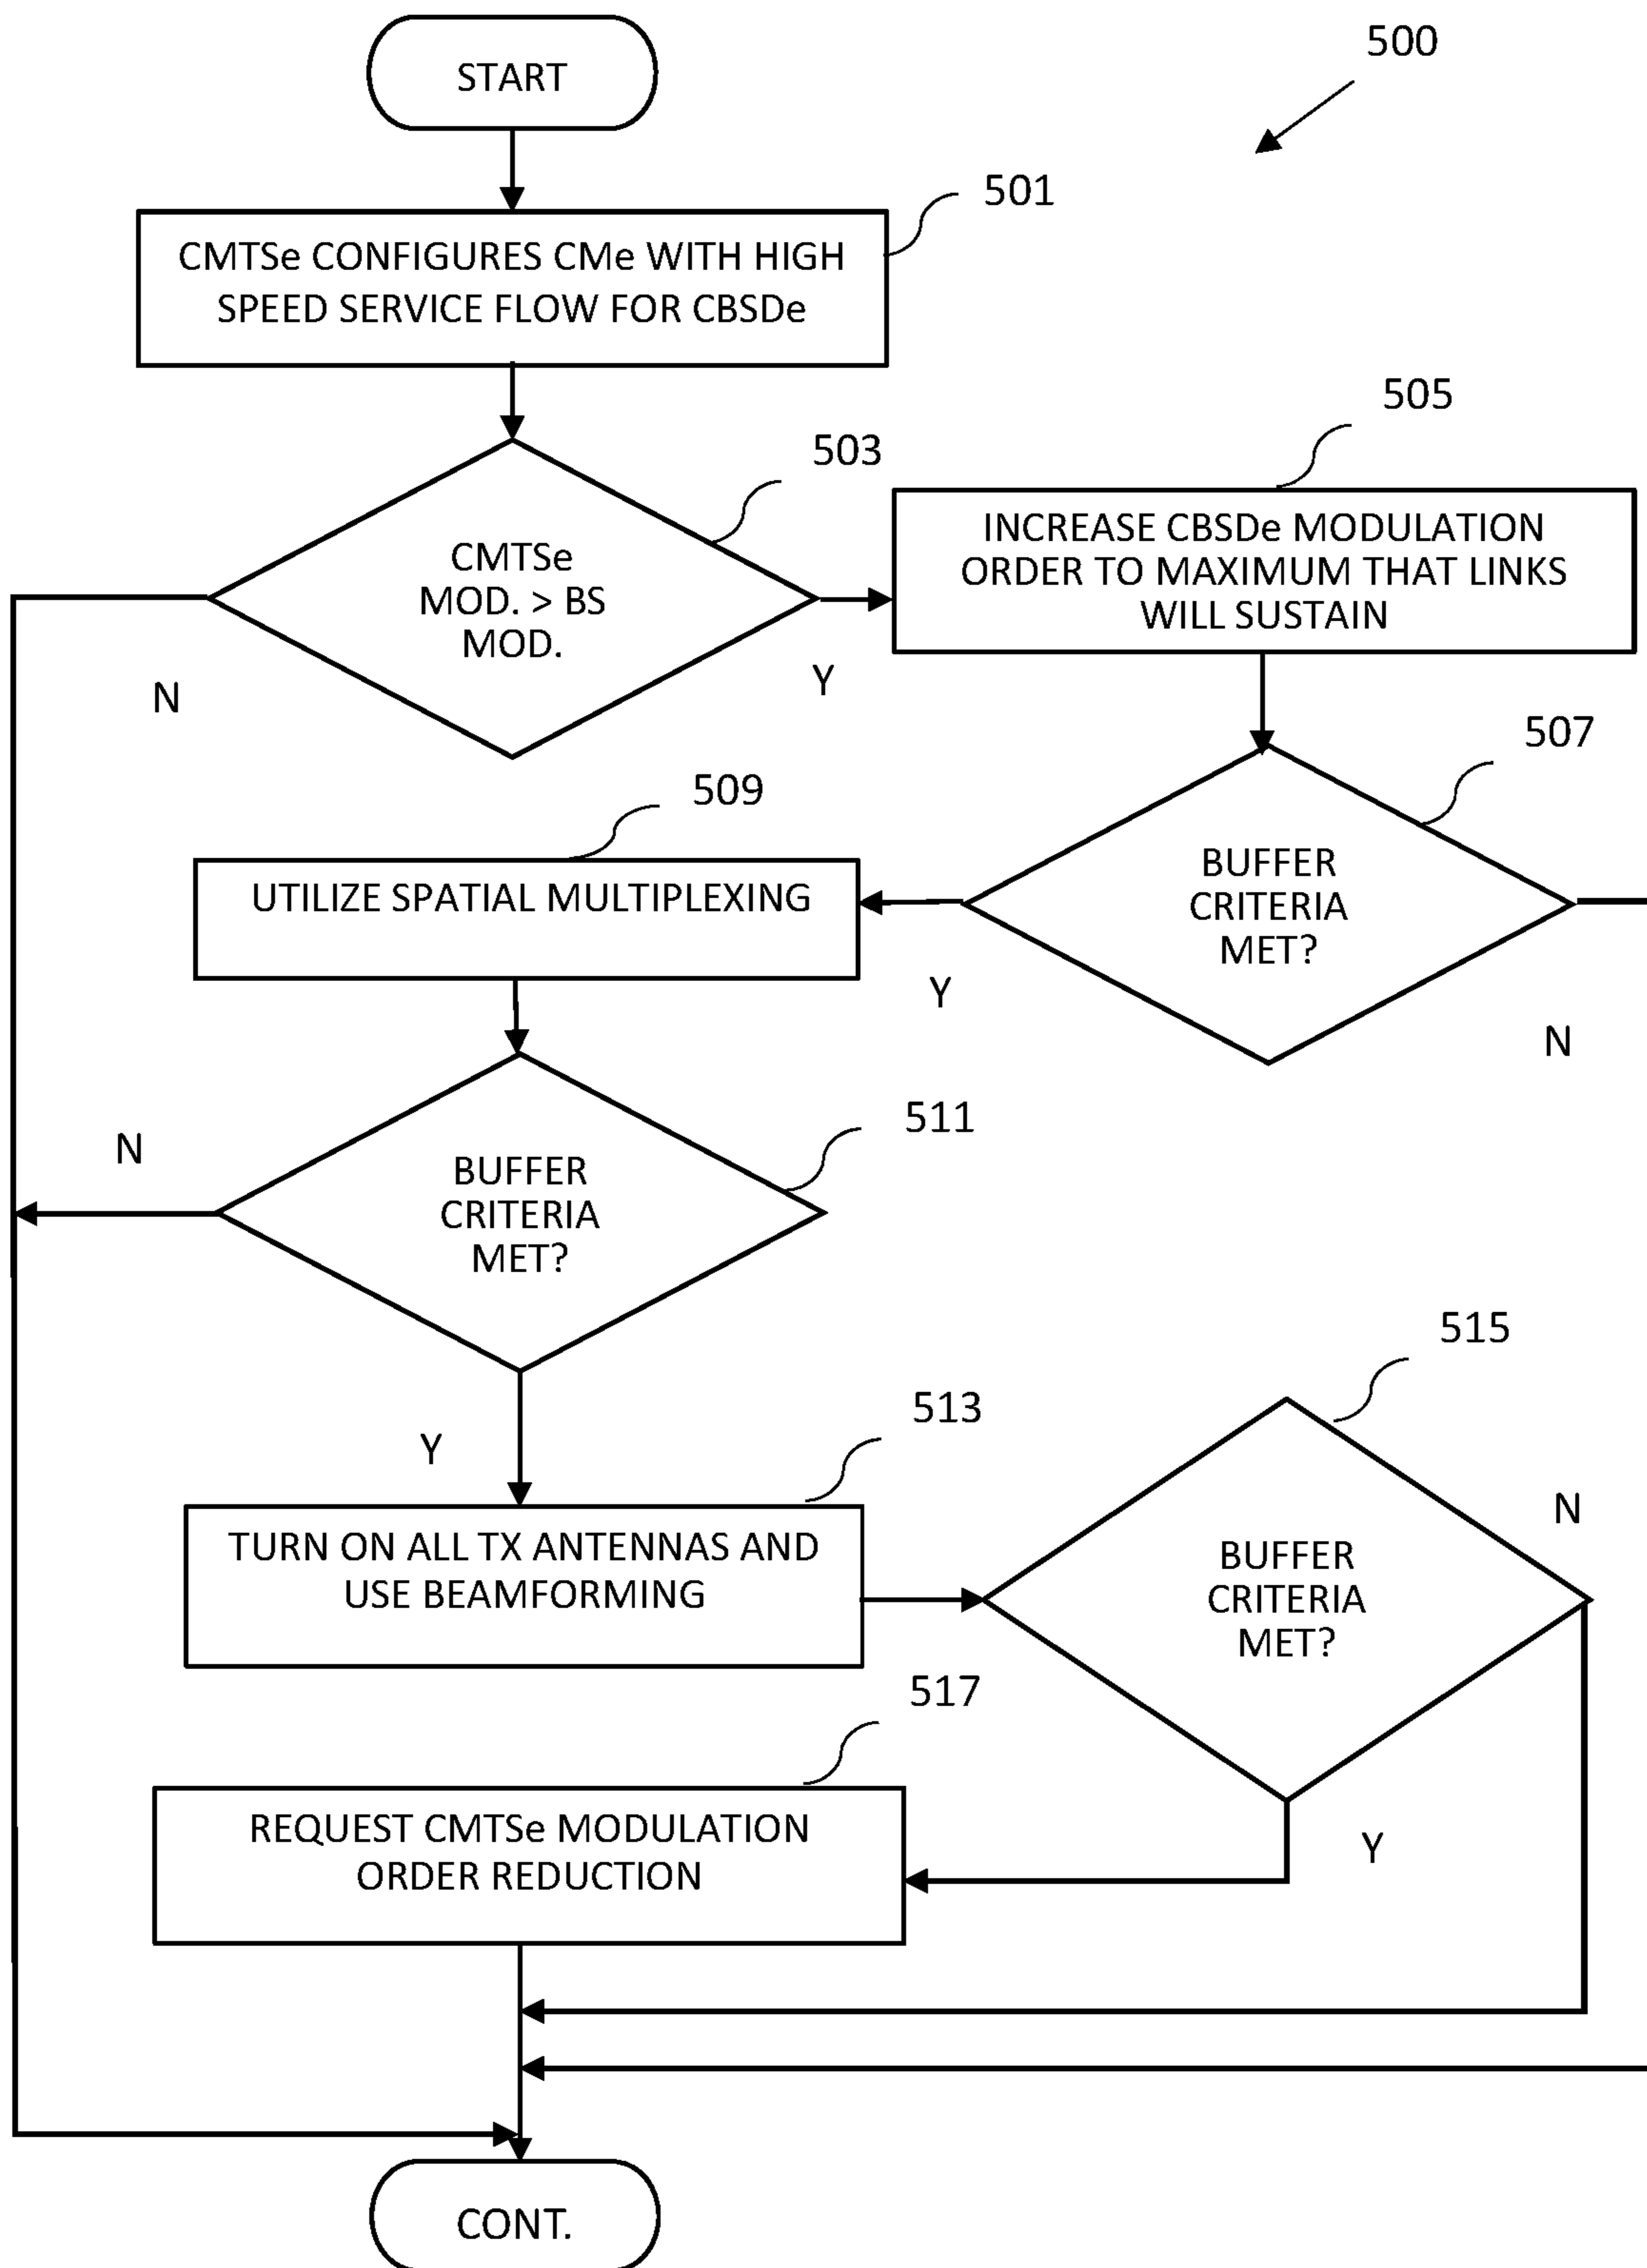 START
500
501
CMTSe CONFIGURES CMe WITH HIGH
SPEED SERVICE FLOW FOR CBSDe
503
505
CMTSe
MOD. > BS
MOD.
INCREASE CBSDe MODULATION
ORDER TO MAXIMUM THAT LINKS
WILL SUSTAIN
N
Y
507
509
UTILIZE SPATIAL MULTIPLEXING
BUFFER
CRITERIA
MET?
Y
N
511
N
BUFFER
CRITERIA
MET?
515
513
Y
N
TURN ON ALL TX ANTENNAS AND
USE BEAMFORMING
BUFFER
CRITERIA
MET?
517
REQUEST CMTSe MODULATION
ORDER REDUCTION
Y
CONT.